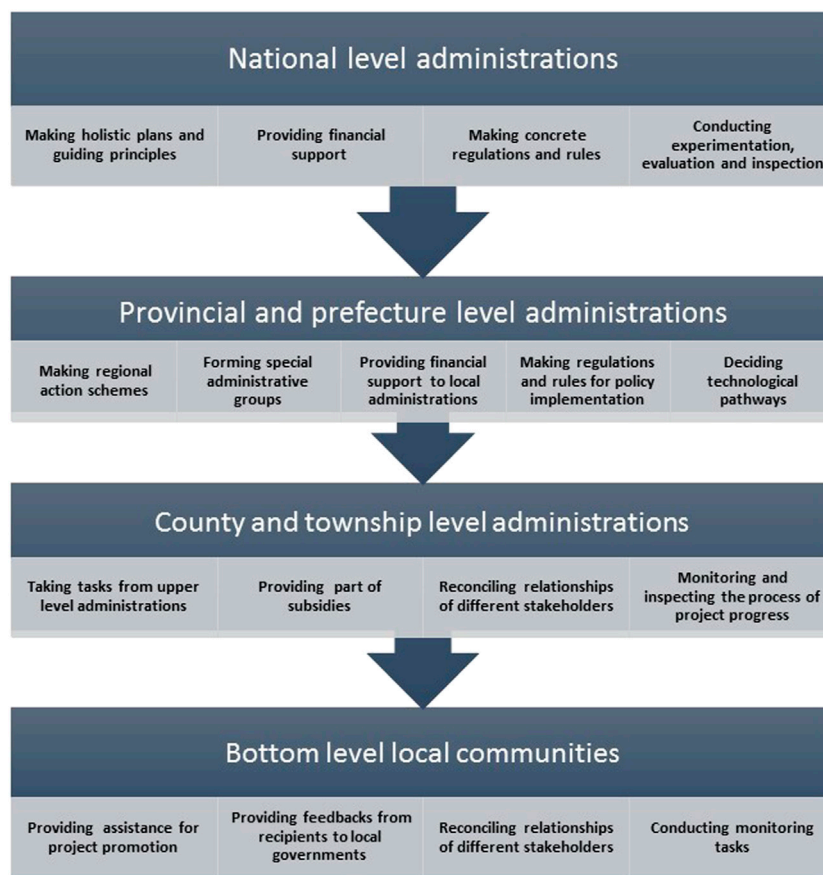 National level administrations
Making holistic plans and
guiding principles
Providing financial
support
Making concrete
regulations and rules
Conducting
experimentation,
evaluation and inspection
Provincial and prefecture level administrations
Making regional
action schemes
Forming special
administrative
groups
Providing financial
support to local
administrations
Making regulations
and rules for policy
implementation
Deciding
technological
pathways
County and township level administrations
Taking tasks from upper
level administrations
Providing part of
subsidies
Reconciling relationships
of different stakeholders
Monitoring and
inspecting the process of
project progress
Bottom level local communities
Providing assistance for
project promotion
Providing feedbacks from
recipients to local
governments
Reconciling relationships
of different stakeholders
Conducting monitoring
tasks